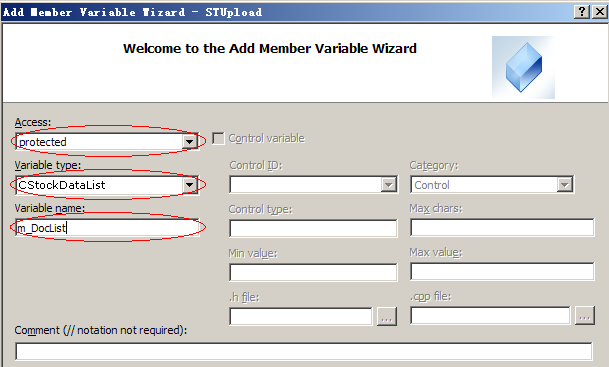 Add Member Variable Wizard - STUpload
Welcome to the Add Member Variable Wizard
Access:
protected
Control variable
Variable type:
Control ID:
Category:
CStockDataList
Control
Variable name:
Control type:
Max chars:
m_DocList
Min value:
Max value:
.h file:
.cpp file:
...
...
Comment (// notation not required):